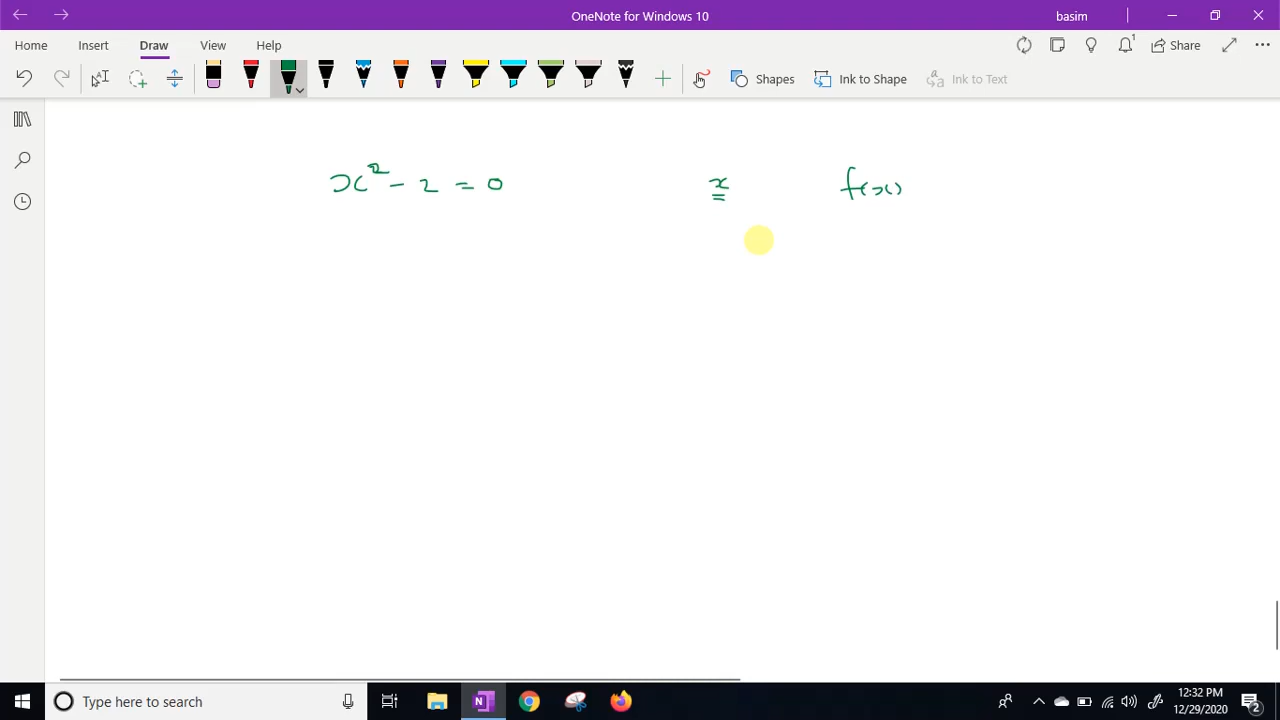 OneNote for Windows 10
basim
Home Insert Draw View Help
Share
Shapes Ink to Shape Ink to Text
x² - 2 = 0 x f(x)
Type here to search
12:32 PM
12/29/2020
2